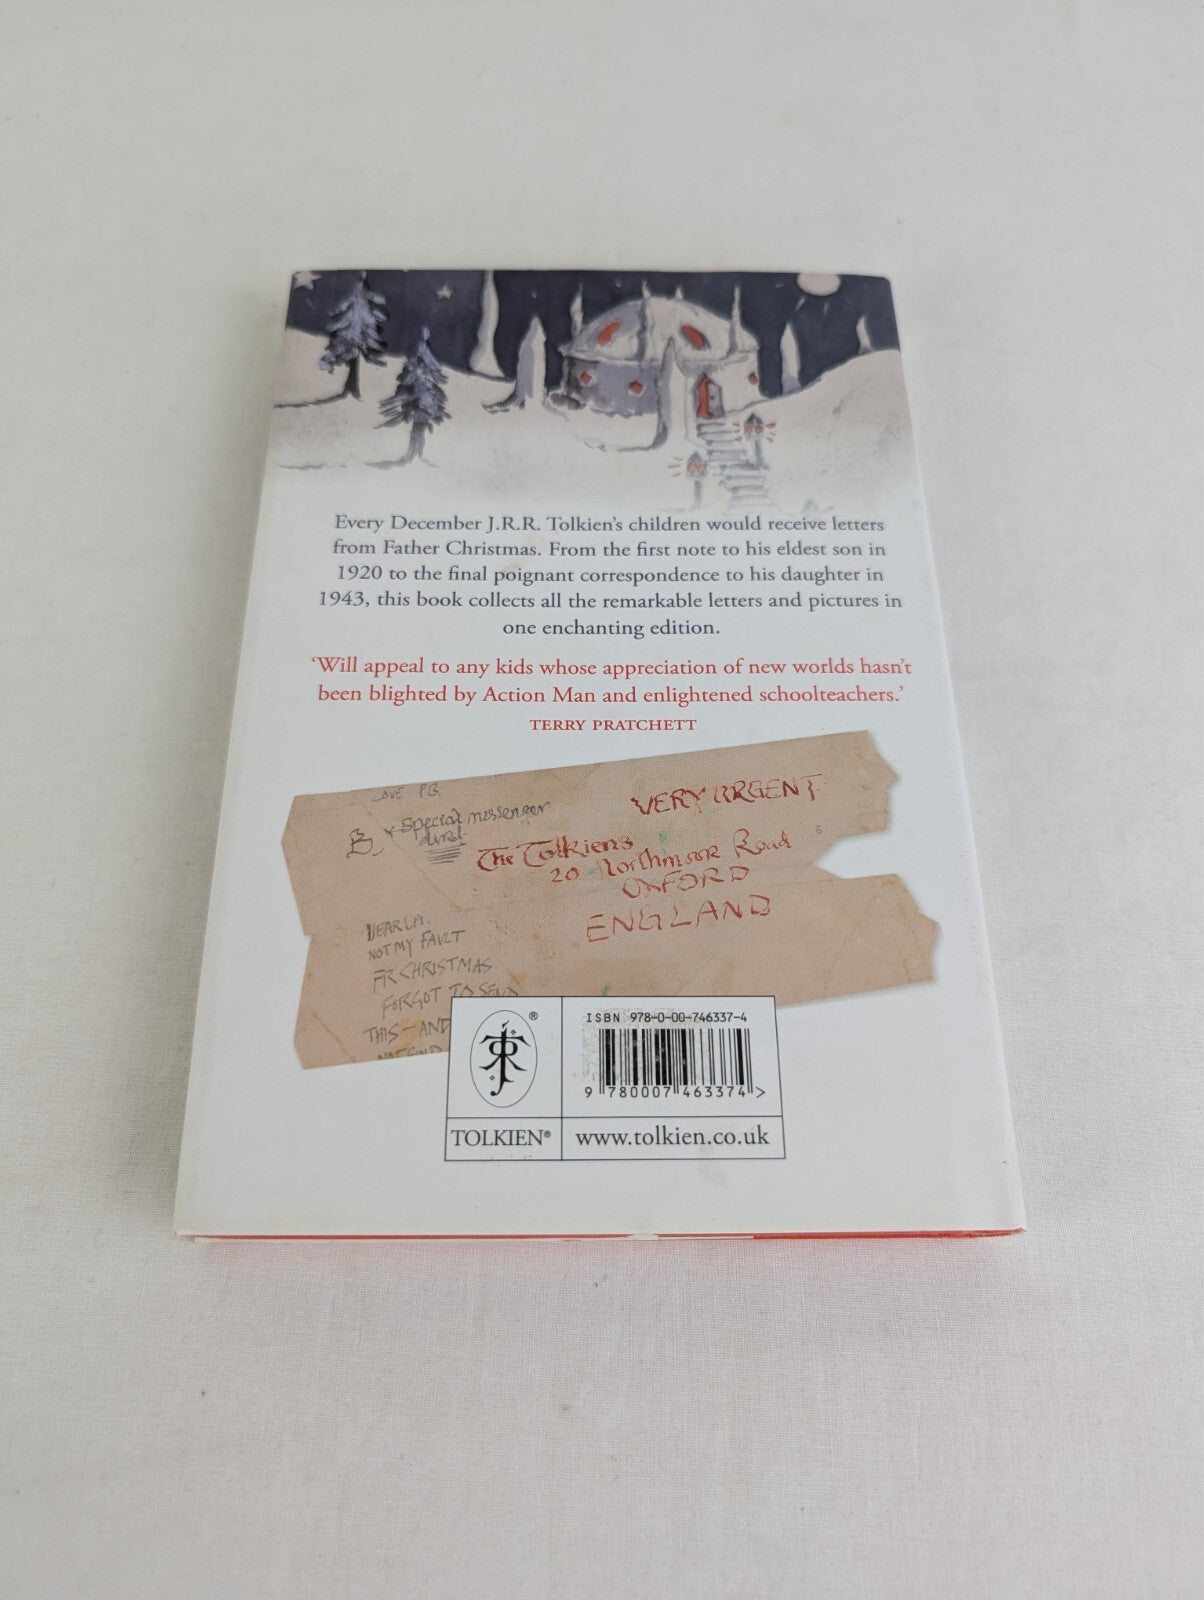 Every December J.R.R. Tolkien's children would receive letters
from Father Christmas. From the first note to his eldest son in
1920 to the final poignant correspondence to his daughter in
1943, this book collects all the remarkable letters and pictures in
one enchanting edition.
‘Will appeal to any kids whose appreciation of new worlds hasn't
been blighted by Action Man and enlightened schoolteachers.’
TERRY PRATCHETT
LOVE P.B.
By Special messenger
direct
VERY URGENT
The Tolkiens
20 Northmoor Road
OXFORD
ENGLAND
NOT MY FAULT
FR CHRISTMAS
FORGOT TO SEND
THIS — AND
ISBN 978-0-00-746337-4
9 780007 463374 >
®
TOLKIEN®
www.tolkien.co.uk